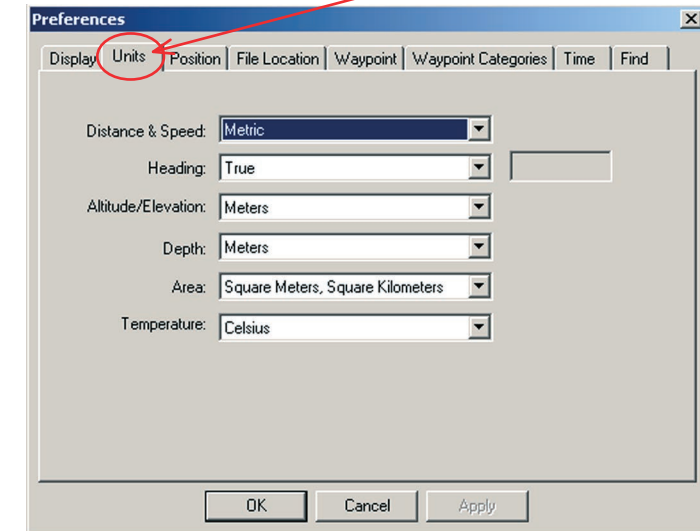 Preferences
Display Units Position File Location Waypoint Waypoint Categories Time Find
Distance & Speed: Metric
Heading: True
Altitude/Elevation: Meters
Depth: Meters
Area: Square Meters, Square Kilometers
Temperature: Celsius
OK Cancel Apply